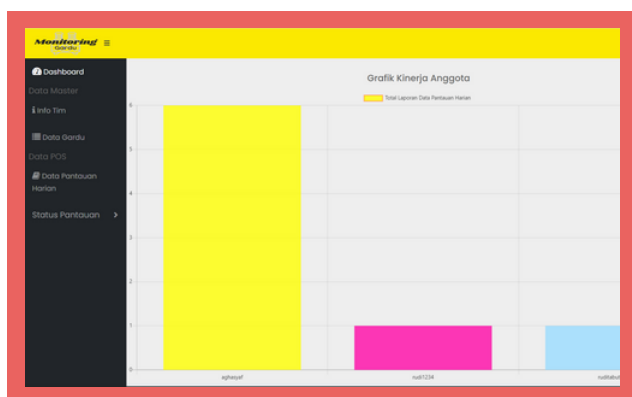 Monitoring
Gardu
Dashboard
Data Master
Info Tim
Data Gardu
Data POS
Data Pantauan
Harian
Status Pantauan
Grafik Kinerja Anggota
Total Laporan Data Pantauan Harian
6
5
4
3
2
1
0
rudi1234